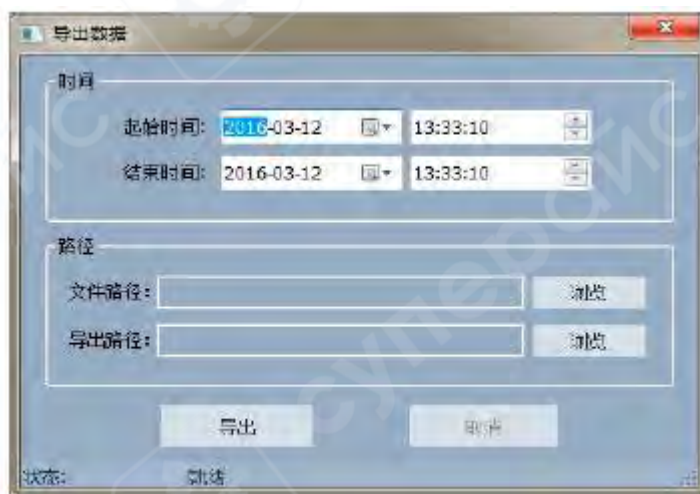 导出数据
时间
起始时间: 2016-03-12 13:33:10
结束时间: 2016-03-12 13:33:10
路径
文件路径: 浏览
导出路径: 浏览
导出 取消
状态: 就绪